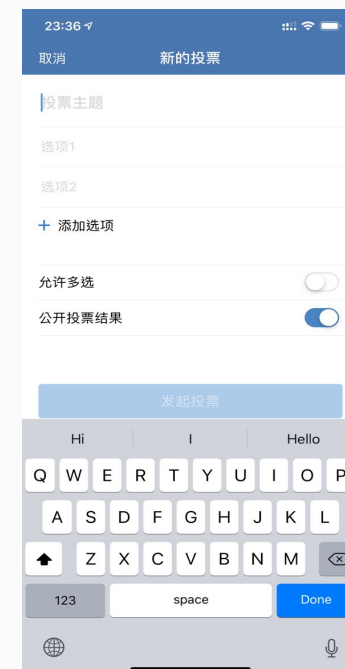 23:36
取消 新的投票
投票主题
选项1
选项2
+ 添加选项
允许多选
公开投票结果
发起投票
Hi I Hello
Q W E R T Y U I O P
A S D F G H J K L
Z X C V B N M
123 space Done